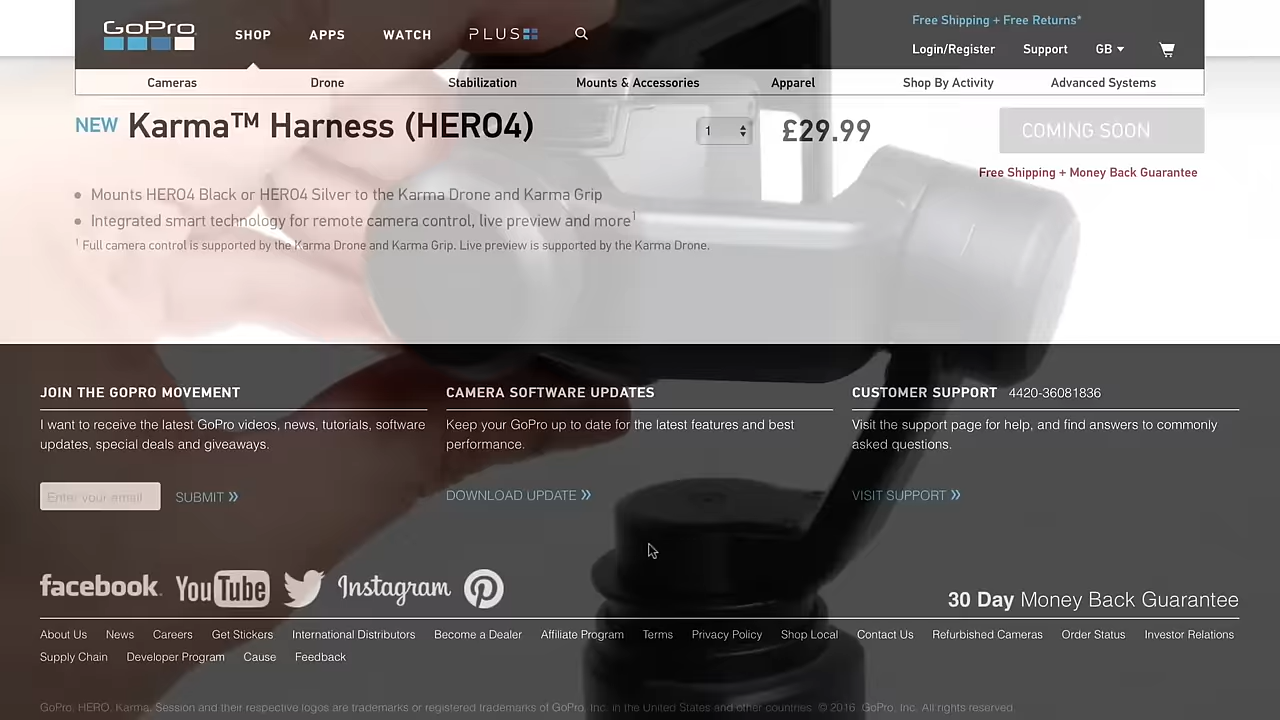 GoPro
SHOP APPS WATCH PLUS
Free Shipping + Free Returns*
Login/Register Support GB
Cameras Drone Stabilization Mounts & Accessories Apparel Shop By Activity Advanced Systems
NEW Karma™ Harness (HERO4) 1 £29.99 COMING SOON
Free Shipping + Money Back Guarantee
Mounts HERO4 Black or HERO4 Silver to the Karma Drone and Karma Grip
Integrated smart technology for remote camera control, live preview and more1
1 Full camera control is supported by the Karma Drone and Karma Grip. Live preview is supported by the Karma Drone.
JOIN THE GOPRO MOVEMENT
I want to receive the latest GoPro videos, news, tutorials, software
updates, special deals and giveaways.
Enter your email SUBMIT »
CAMERA SOFTWARE UPDATES
Keep your GoPro up to date for the latest features and best
performance.
DOWNLOAD UPDATE »
CUSTOMER SUPPORT 4420-36081836
Visit the support page for help, and find answers to commonly
asked questions.
VISIT SUPPORT »
facebook. YouTube Instagram
30 Day Money Back Guarantee
About Us News Careers Get Stickers International Distributors Become a Dealer Affiliate Program Terms Privacy Policy Shop Local Contact Us Refurbished Cameras Order Status Investor Relations
Supply Chain Developer Program Cause Feedback
GoPro, HERO, Karma, Session and their respective logos are trademarks or registered trademarks of GoPro, Inc. in the United States and other countries. © 2016 GoPro, Inc. All rights reserved.